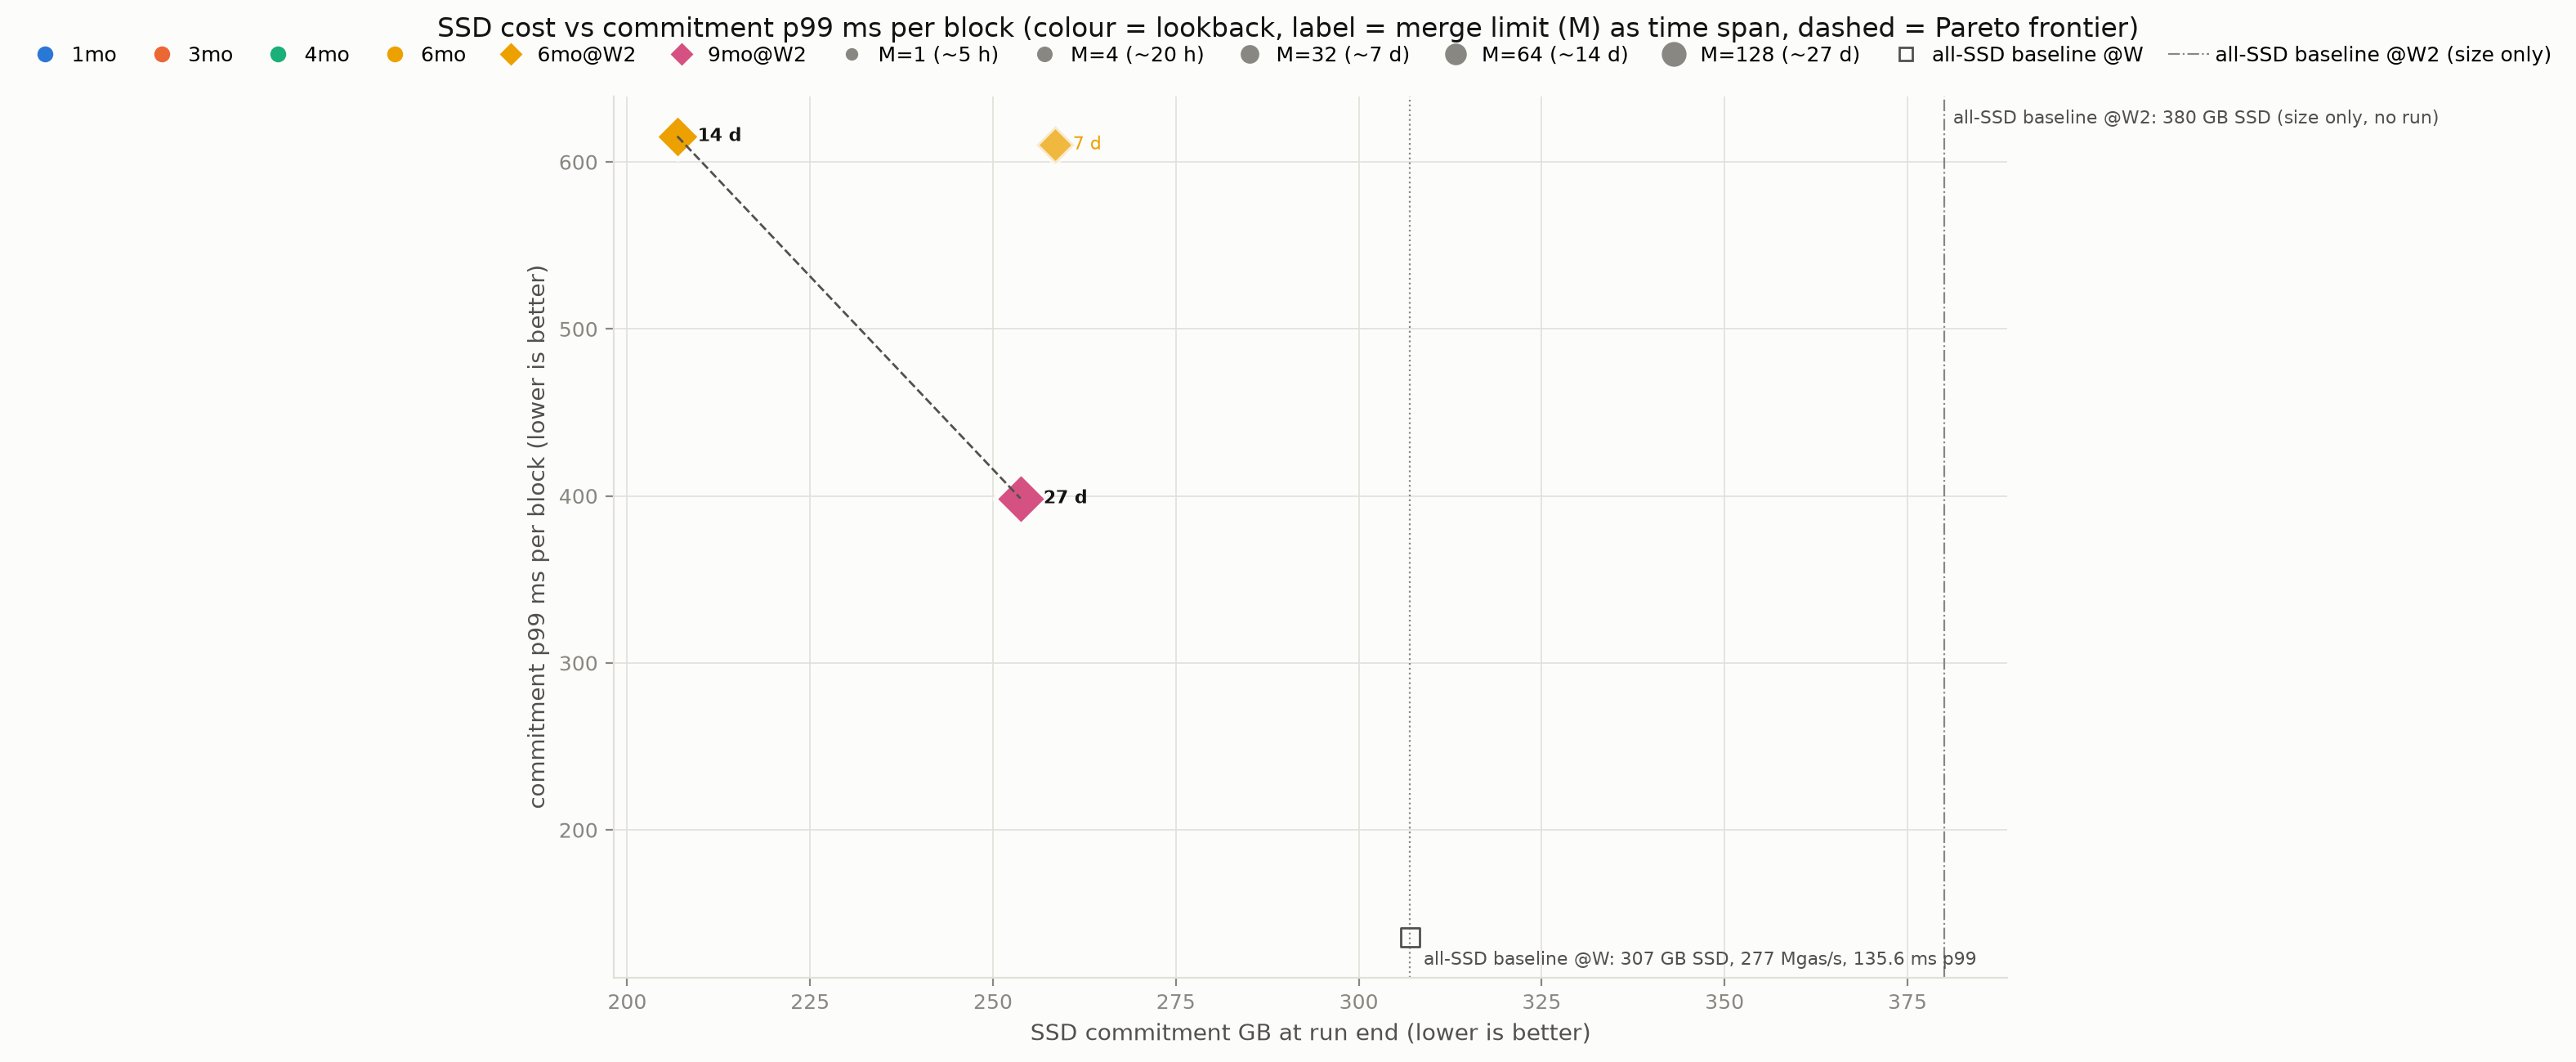 SSD cost vs commitment p99 ms per block (colour = lookback, label = merge limit (M) as time span, dashed = Pareto frontier)
1mo 3mo 4mo 6mo 6mo@W2 9mo@W2 M=1 (~5 h) M=4 (~20 h) M=32 (~7 d) M=64 (~14 d) M=128 (~27 d) all-SSD baseline @W all-SSD baseline @W2 (size only)
all-SSD baseline @W2: 380 GB SSD (size only, no run)
14 d
7 d
27 d
all-SSD baseline @W: 307 GB SSD, 277 Mgas/s, 135.6 ms p99
commitment p99 ms per block (lower is better)
600
500
400
300
200
200 225 250 275 300 325 350 375
SSD commitment GB at run end (lower is better)